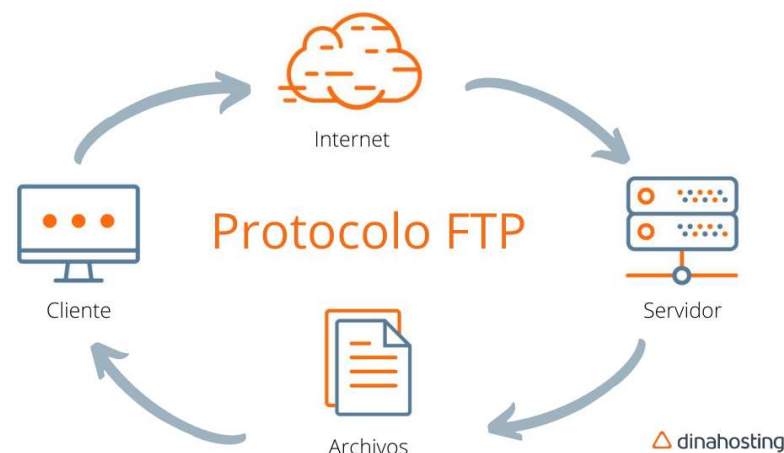 Internet
Protocolo FTP
Cliente
Servidor
Archivos
dinahosting